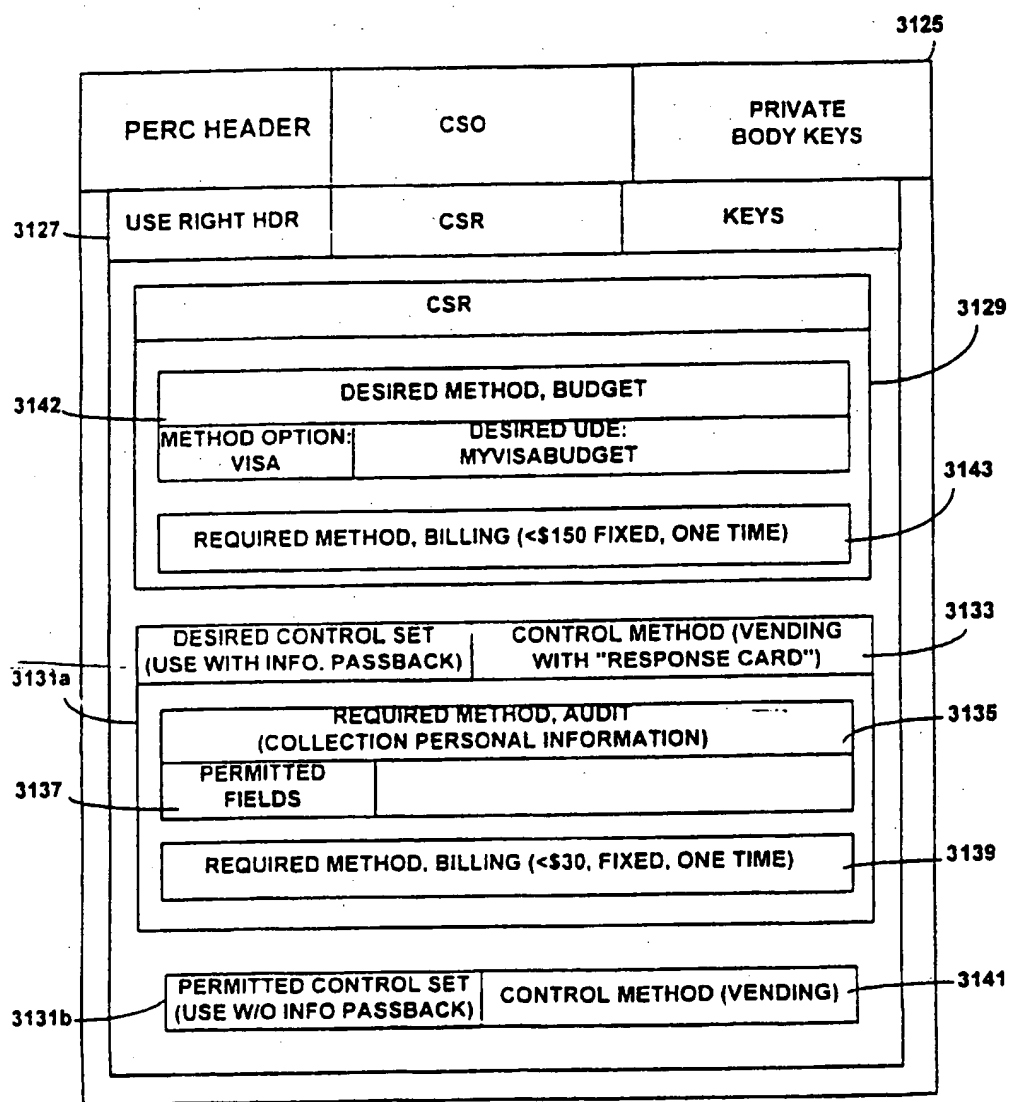 3125
PERC HEADER
CSO
PRIVATE
BODY KEYS
3127
USE RIGHT HDR
CSR
KEYS
CSR
3129
DESIRED METHOD, BUDGET
3142
METHOD OPTION:
VISA
DESIRED UDE:
MYVISABUDGET
3143
REQUIRED METHOD, BILLING (<$150 FIXED, ONE TIME)
3133
DESIRED CONTROL SET
(USE WITH INFO. PASSBACK)
CONTROL METHOD (VENDING
WITH "RESPONSE CARD")
3131a
REQUIRED METHOD, AUDIT
(COLLECTION PERSONAL INFORMATION)
3135
3137
PERMITTED
FIELDS
REQUIRED METHOD, BILLING (<$30, FIXED, ONE TIME)
3139
3131b
PERMITTED CONTROL SET
(USE W/O INFO PASSBACK)
CONTROL METHOD (VENDING)
3141